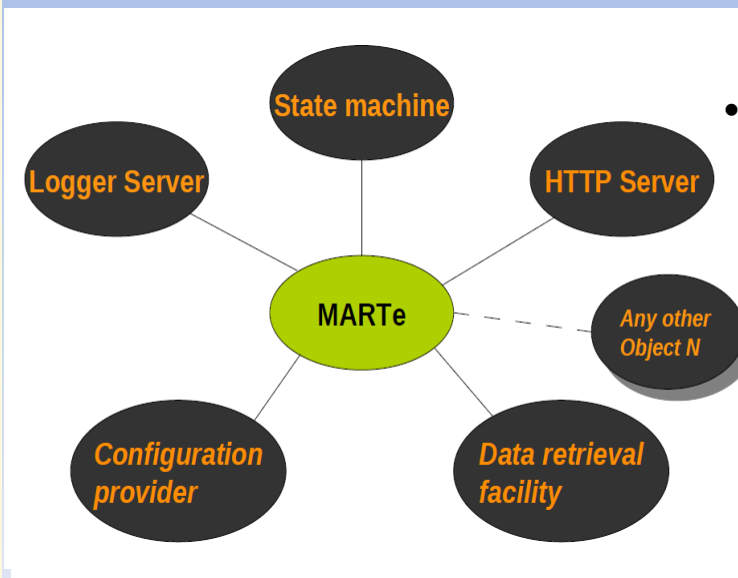 State machine
Logger Server
HTTP Server
MARTe
Any other
Object N
Configuration
provider
Data retrieval
facility